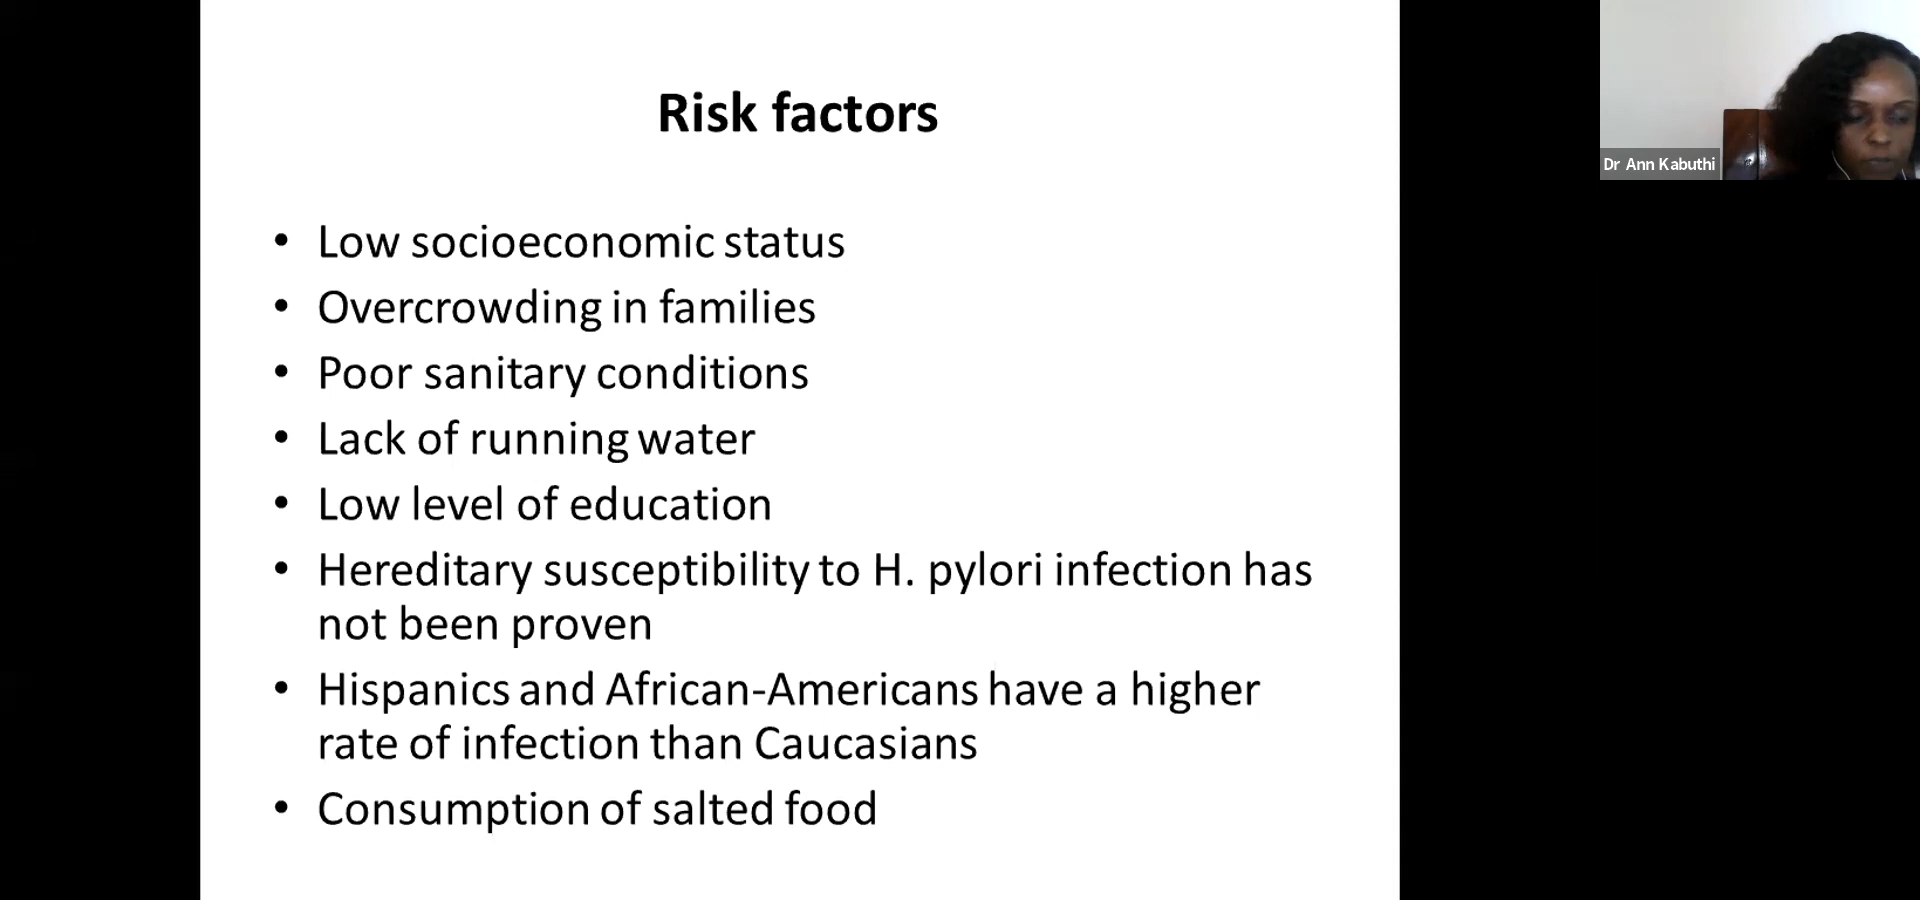 Risk factors
Dr Ann Kabuthi
• Low socioeconomic status
• Overcrowding in families
• Poor sanitary conditions
• Lack of running water
• Low level of education
• Hereditary susceptibility to H. pylori infection has
not been proven
• Hispanics and African-Americans have a higher
rate of infection than Caucasians
• Consumption of salted food